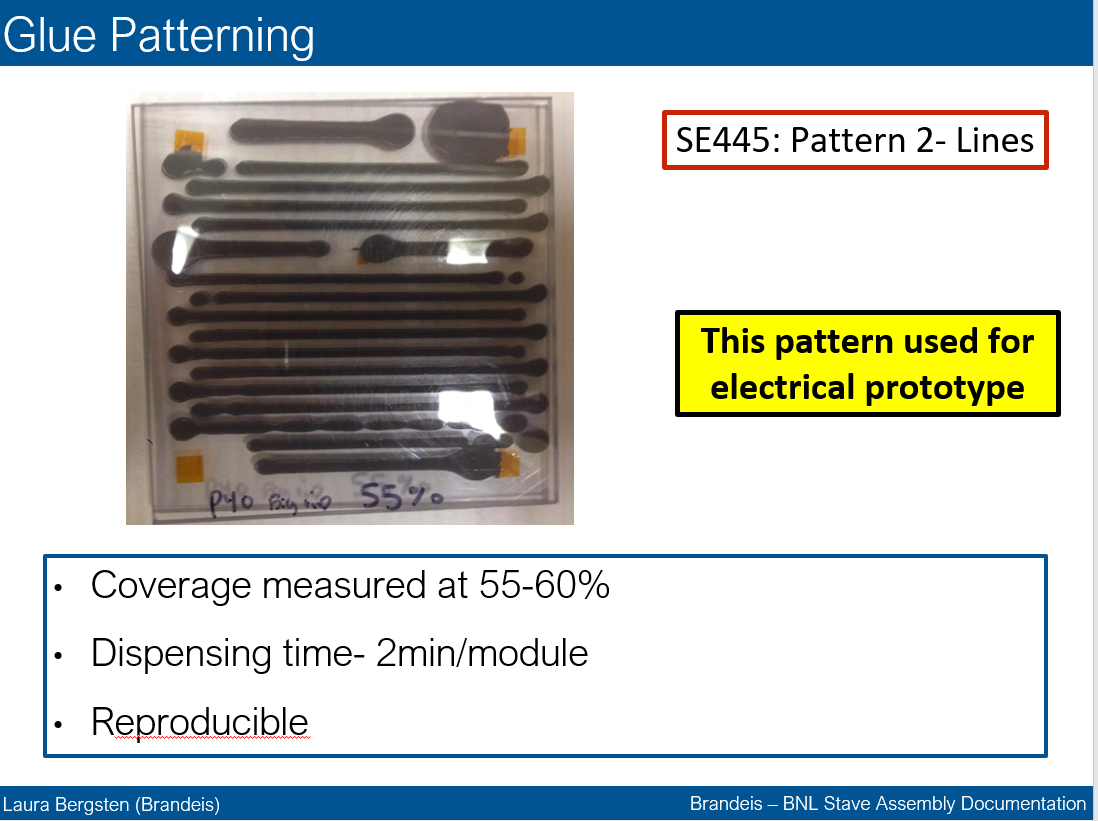 Glue Patterning
SE445: Pattern 2- Lines
This pattern used for
electrical prototype
P40 55%
• Coverage measured at 55-60%
• Dispensing time- 2min/module
• Reproducible
Laura Bergsten (Brandeis)
Brandeis – BNL Stave Assembly Documentation